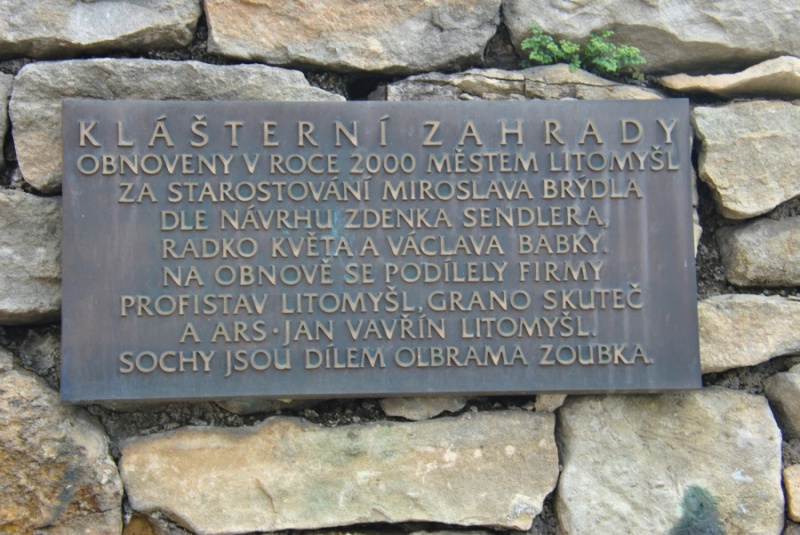 KLÁŠTERNÍ ZAHRADY
OBNOVENY V ROCE 2000 MĚSTEM LITOMYŠL
ZA STAROSTOVÁNÍ MIROSLAVA BRÝDLA
DLE NÁVRHU ZDENKA SENDLERA,
RADKO KVĚTA A VÁCLAVA BABKY.
NA OBNOVĚ SE PODÍLELY FIRMY
PROFISTAV LITOMYŠL, GRANO SKUTEČ
A ARS · JAN VAVŘÍN LITOMYŠL.
SOCHY JSOU DÍLEM OLBRAMA ZOUBKA.